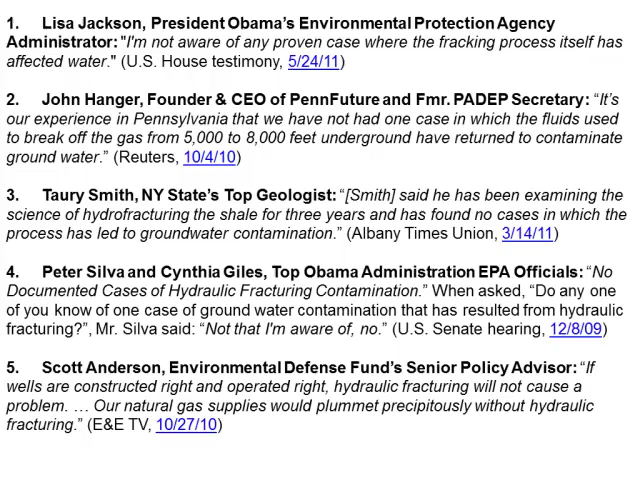 1. Lisa Jackson, President Obama’s Environmental Protection Agency
Administrator: "I'm not aware of any proven case where the fracking process itself has
affected water." (U.S. House testimony, 5/24/11)
2. John Hanger, Founder & CEO of PennFuture and Fmr. PADEP Secretary: “It’s
our experience in Pennsylvania that we have not had one case in which the fluids used
to break off the gas from 5,000 to 8,000 feet underground have returned to contaminate
ground water.” (Reuters, 10/4/10)
3. Taury Smith, NY State’s Top Geologist: “[Smith] said he has been examining the
science of hydrofracturing the shale for three years and has found no cases in which the
process has led to groundwater contamination.” (Albany Times Union, 3/14/11)
4. Peter Silva and Cynthia Giles, Top Obama Administration EPA Officials: “No
Documented Cases of Hydraulic Fracturing Contamination.” When asked, “Do any one
of you know of one case of ground water contamination that has resulted from hydraulic
fracturing?”, Mr. Silva said: “Not that I'm aware of, no.” (U.S. Senate hearing, 12/8/09)
5. Scott Anderson, Environmental Defense Fund’s Senior Policy Advisor: “If
wells are constructed right and operated right, hydraulic fracturing will not cause a
problem. … Our natural gas supplies would plummet precipitously without hydraulic
fracturing.” (E&E TV, 10/27/10)